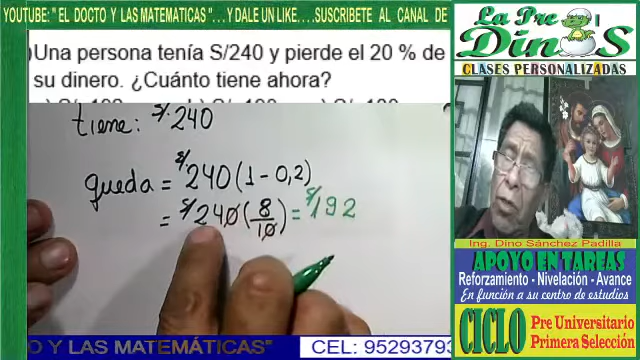 YOUTUBE: " EL DOCTO Y LAS MATEMATICAS "...Y DALE UN LIKE....SUSCRIBETE AL CANAL DE
La Pre
DinoS
CLASES PERSONALIZADAS
)Una persona tenía S/240 y pierde el 20 % de
su dinero. ¿Cuánto tiene ahora?
tiene: S/. 240
queda = S/. 240 (1 - 0,2)
= S/. 240 (8/10) = S/. 192
Ing. Dino Sánchez Padilla
APOYO EN TAREAS
Reforzamiento - Nivelación - Avance
En función a su centro de estudios
CICLO Pre Universitario
Primera Selección
O Y LAS MATEMÁTICAS"
CEL: 95293793